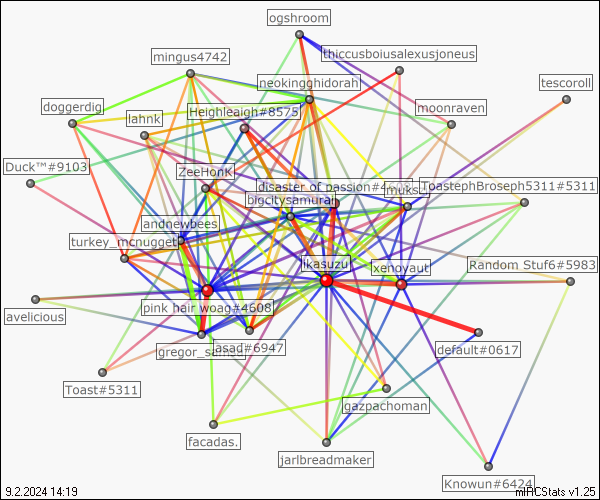 ogshroom
thiccusboiusalexusjoneus
mingus4742
neokingghidorah
tescoroll
doggerdig
lahnk
Heighleaigh#8575
moonraven
Duck™#9103
ZeeHonk
disaster of passion#4
muks
ToastephBroseph5311#5311
bigcitysamurai
andnewbees
turkey_mcnugget
ikasuzu
xenoyaut
Random_Stuf6#5983
avelicious
pink hair woag#4608
gregor_s
asad#6947
default#0617
Toast#5311
gazpachoman
facadas.
jarlbreadmaker
Knowun#6424
9.2.2024 14:19
mIRCStats v1.25